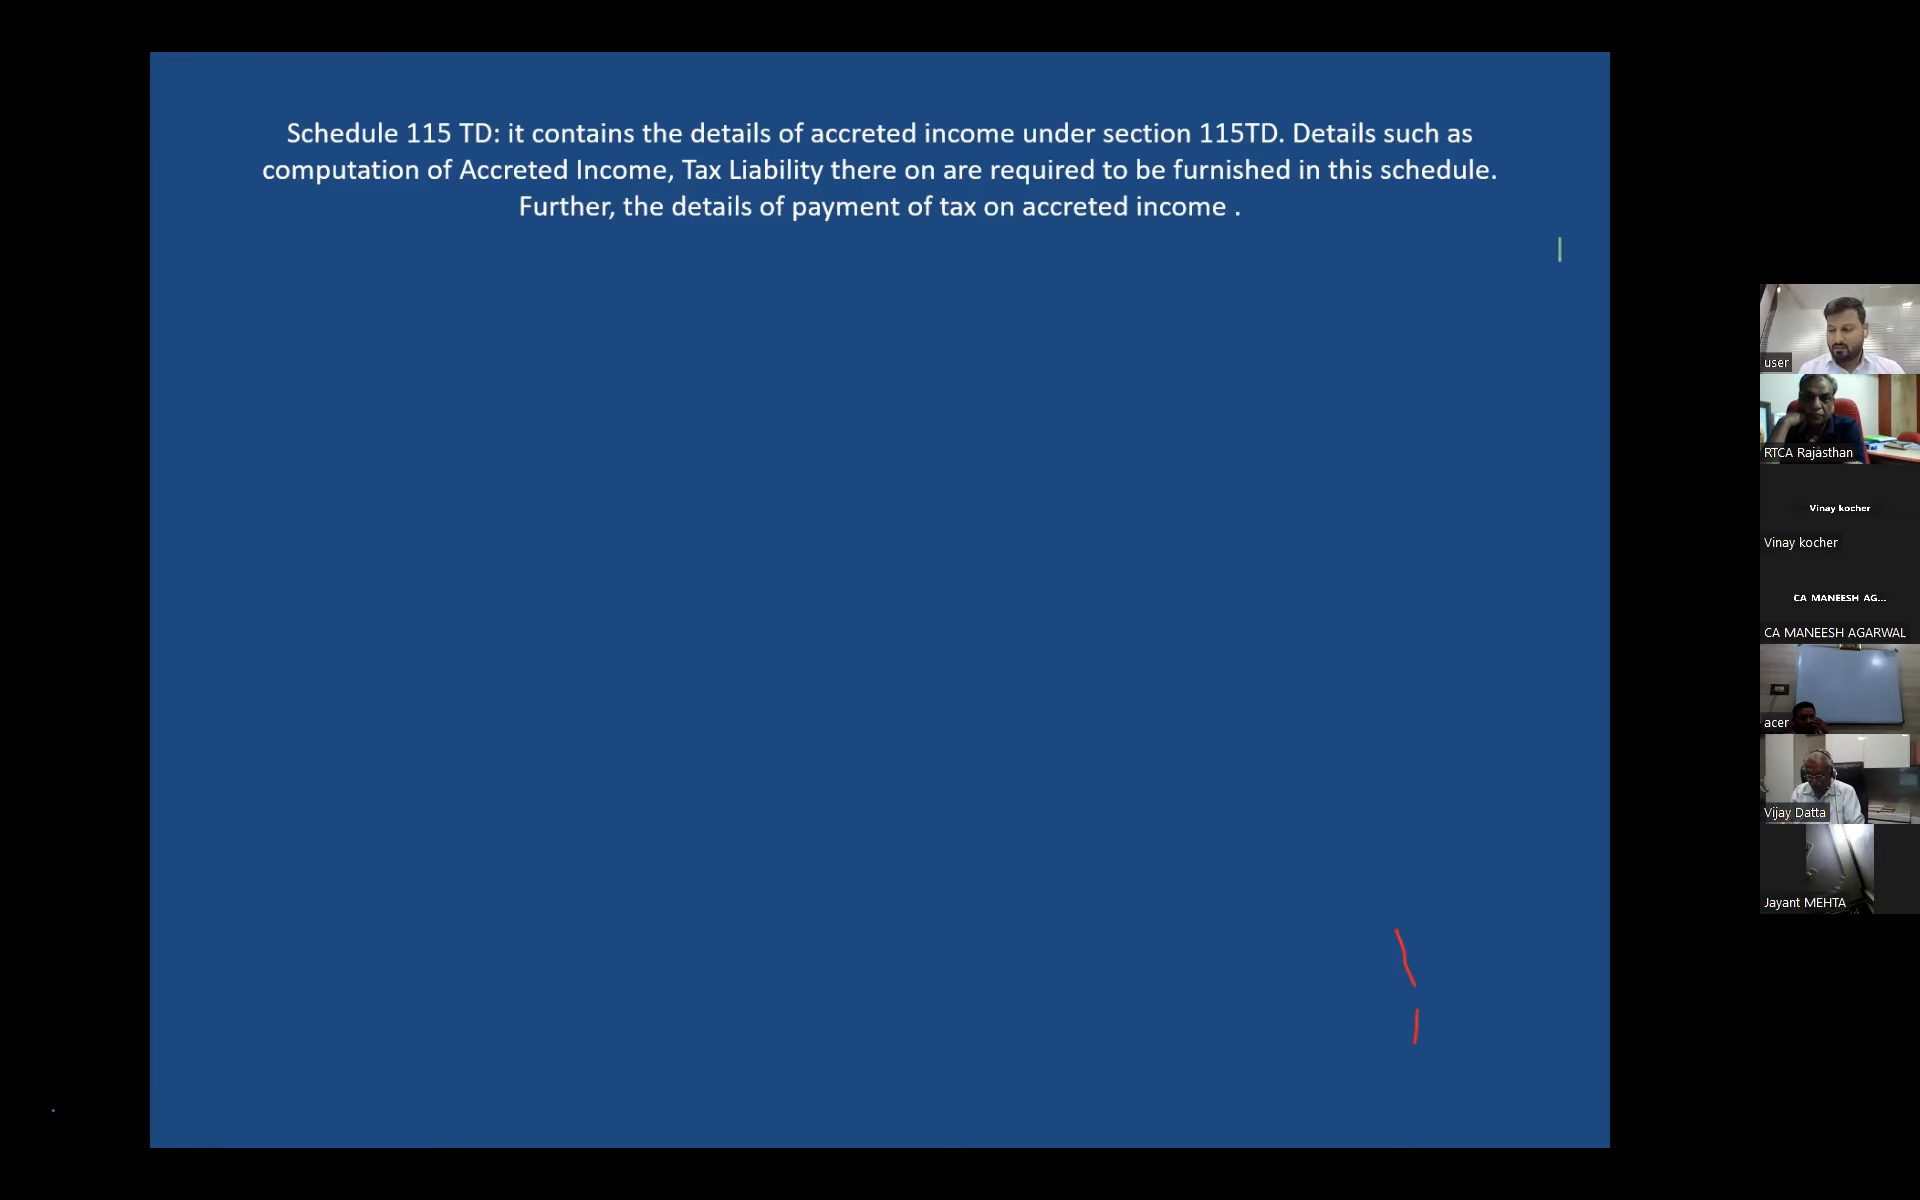 Schedule 115 TD: it contains the details of accreted income under section 115TD. Details such as
computation of Accreted Income, Tax Liability there on are required to be furnished in this schedule.
Further, the details of payment of tax on accreted income .
user
RTCA Rajasthan
Vinay kocher
Vinay kocher
CA MANEESH AG...
CA MANEESH AGARWAL
acer
Vijay Datta
Jayant MEHTA